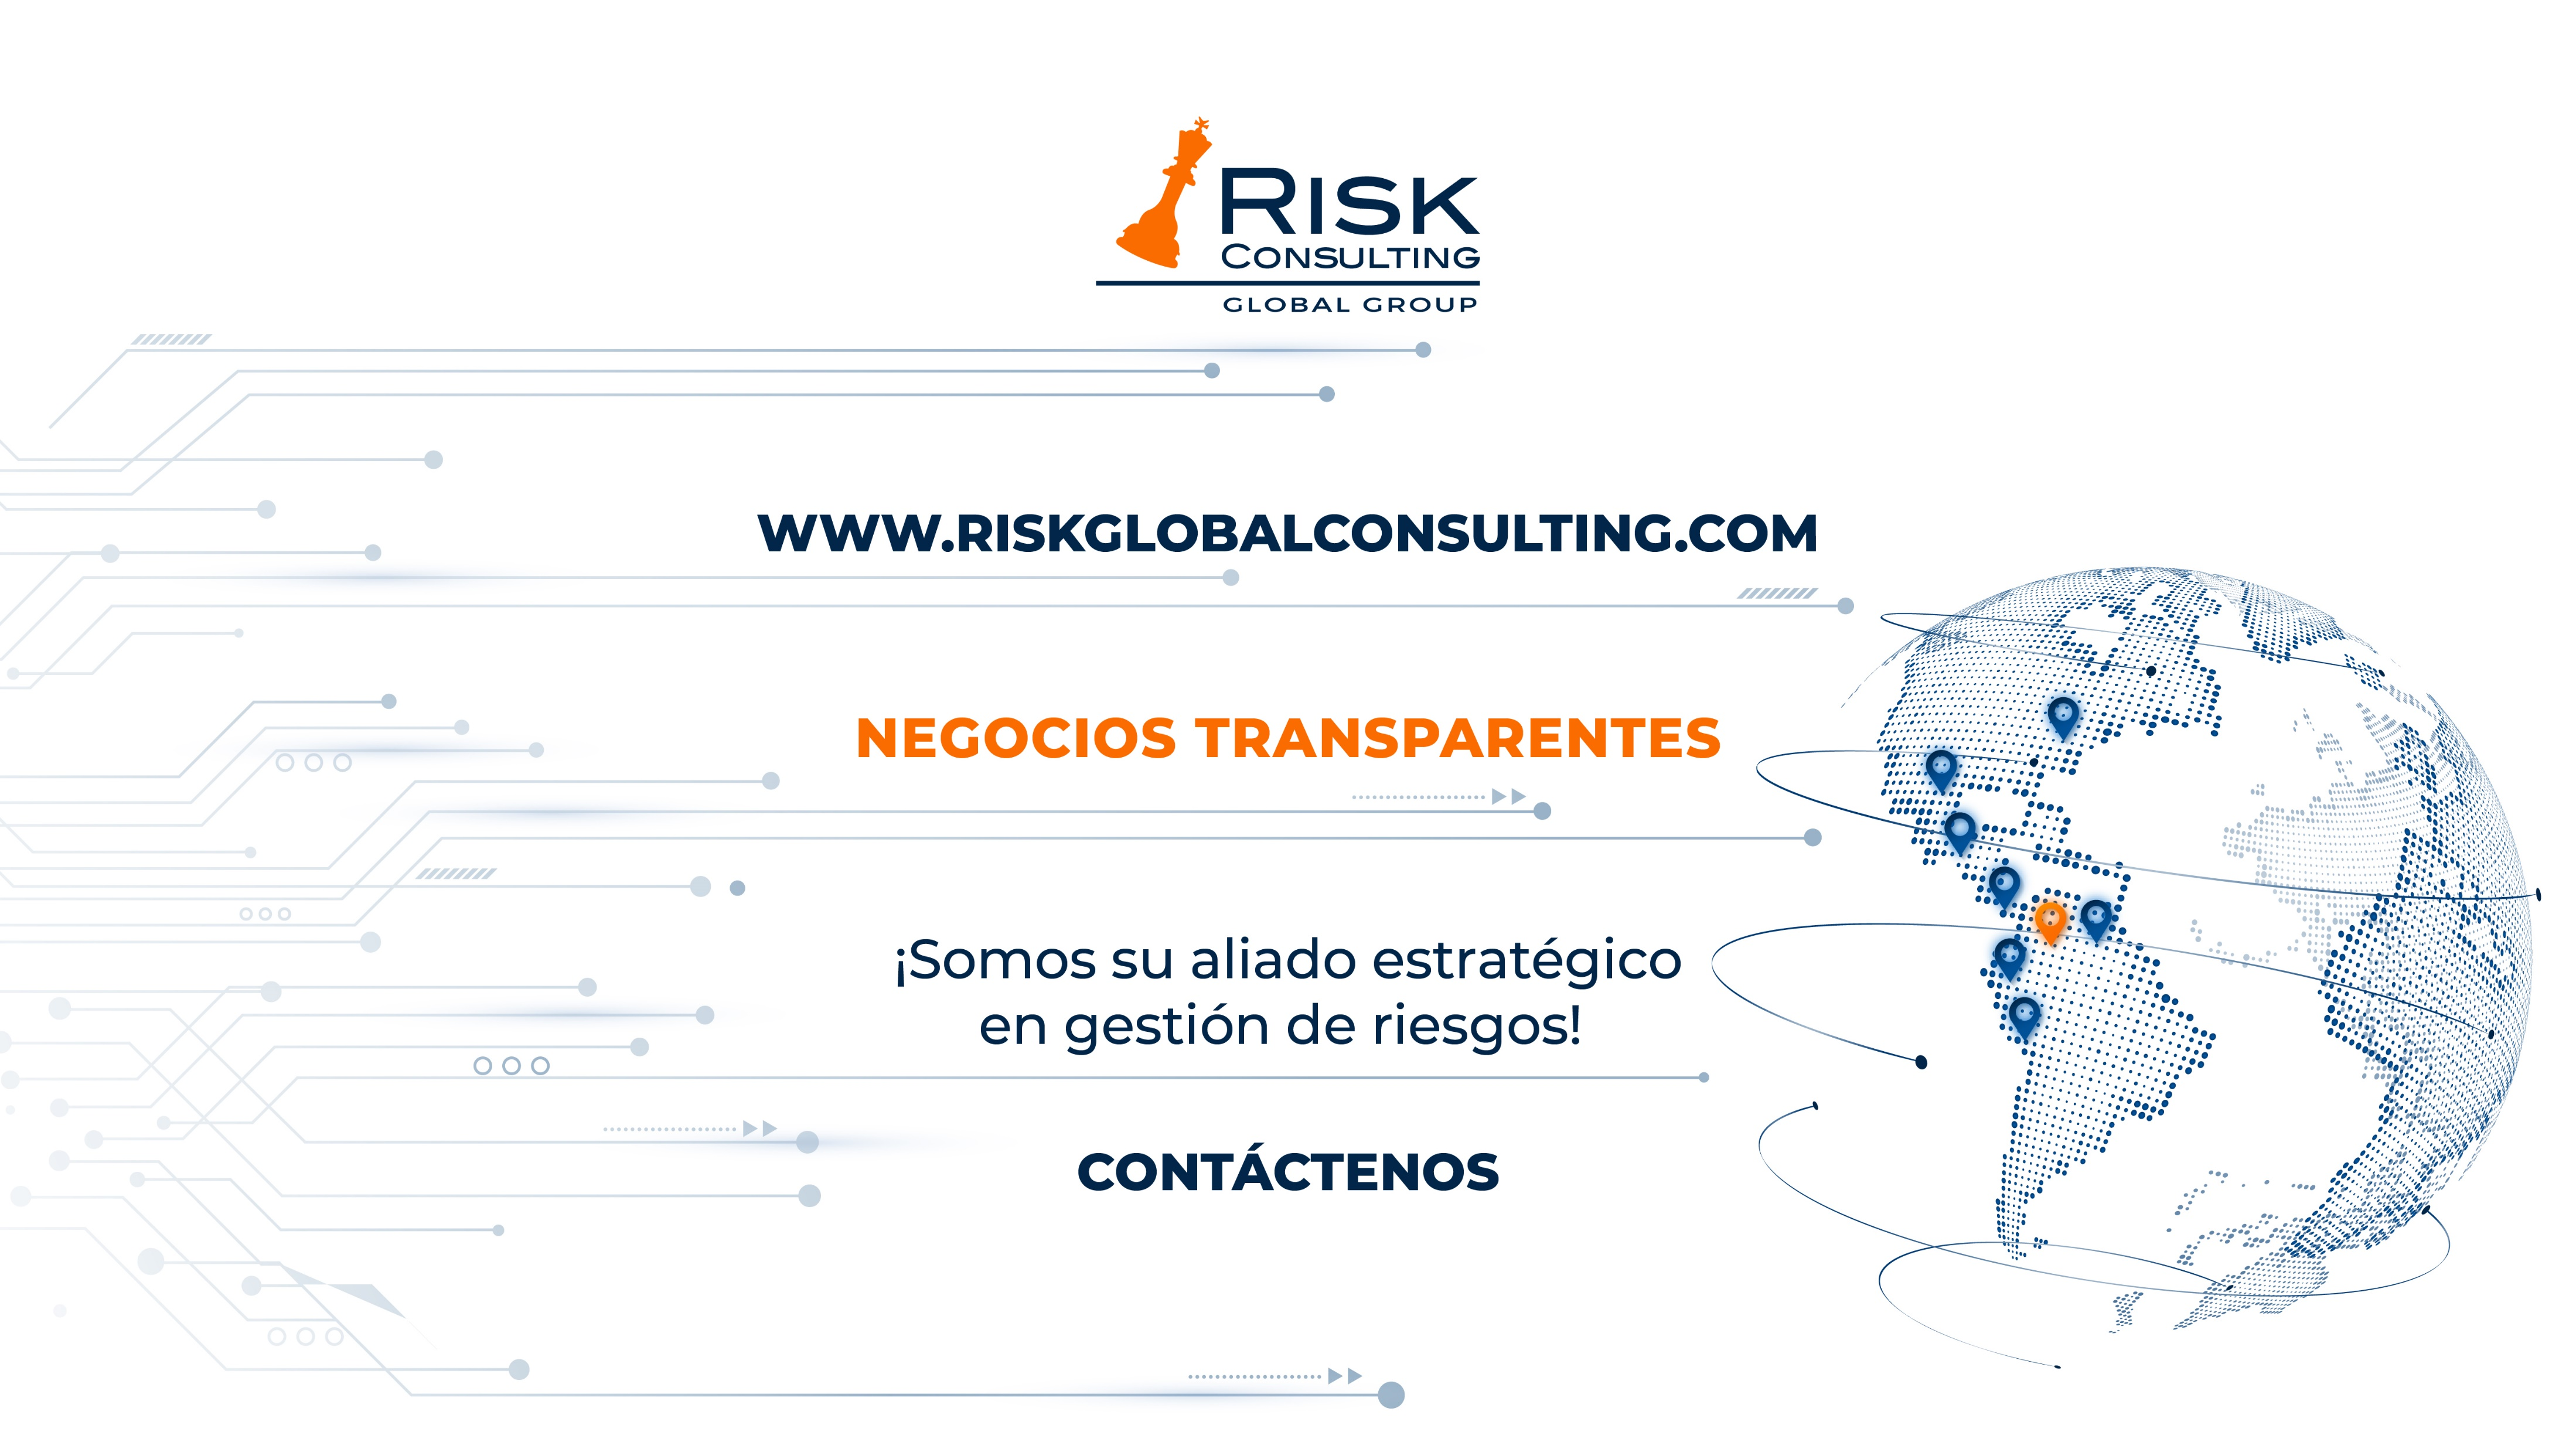 RISK
CONSULTING
GLOBAL GROUP
WWW.RISKGLOBALCONSULTING.COM
NEGOCIOS TRANSPARENTES
¡Somos su aliado estratégico
en gestión de riesgos!
CONTÁCTENOS